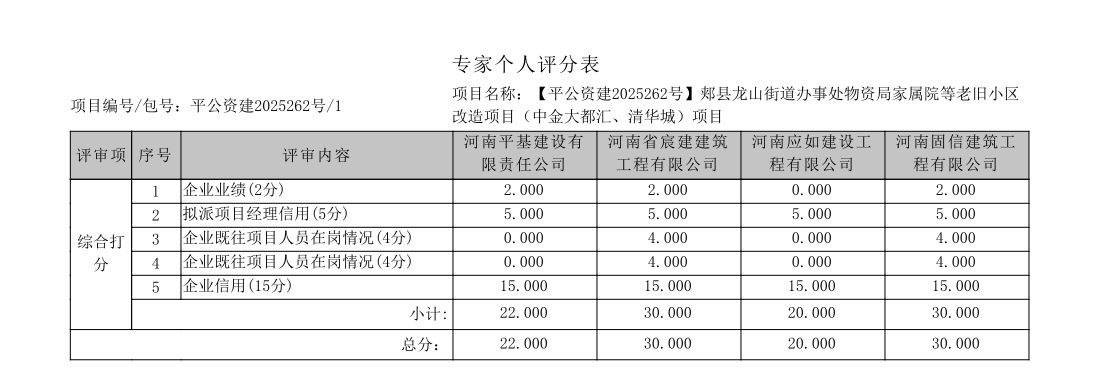 专家个人评分表
项目编号/包号：平公资建2025262号/1
项目名称：【平公资建2025262号】郏县龙山街道办事处物资局家属院等老旧小区
改造项目（中金大都汇、清华城）项目
评审项 序号 评审内容 河南平基建设有限责任公司 河南省宸建建筑工程有限公司 河南应如建设工程有限公司 河南固信建筑工程有限公司
综合打分
1 企业业绩(2分) 2.000 2.000 0.000 2.000
2 拟派项目经理信用(5分) 5.000 5.000 5.000 5.000
3 企业既往项目人员在岗情况(4分) 0.000 4.000 0.000 4.000
4 企业既往项目人员在岗情况(4分) 0.000 4.000 0.000 4.000
5 企业信用(15分) 15.000 15.000 15.000 15.000
小计: 22.000 30.000 20.000 30.000
总分： 22.000 30.000 20.000 30.000